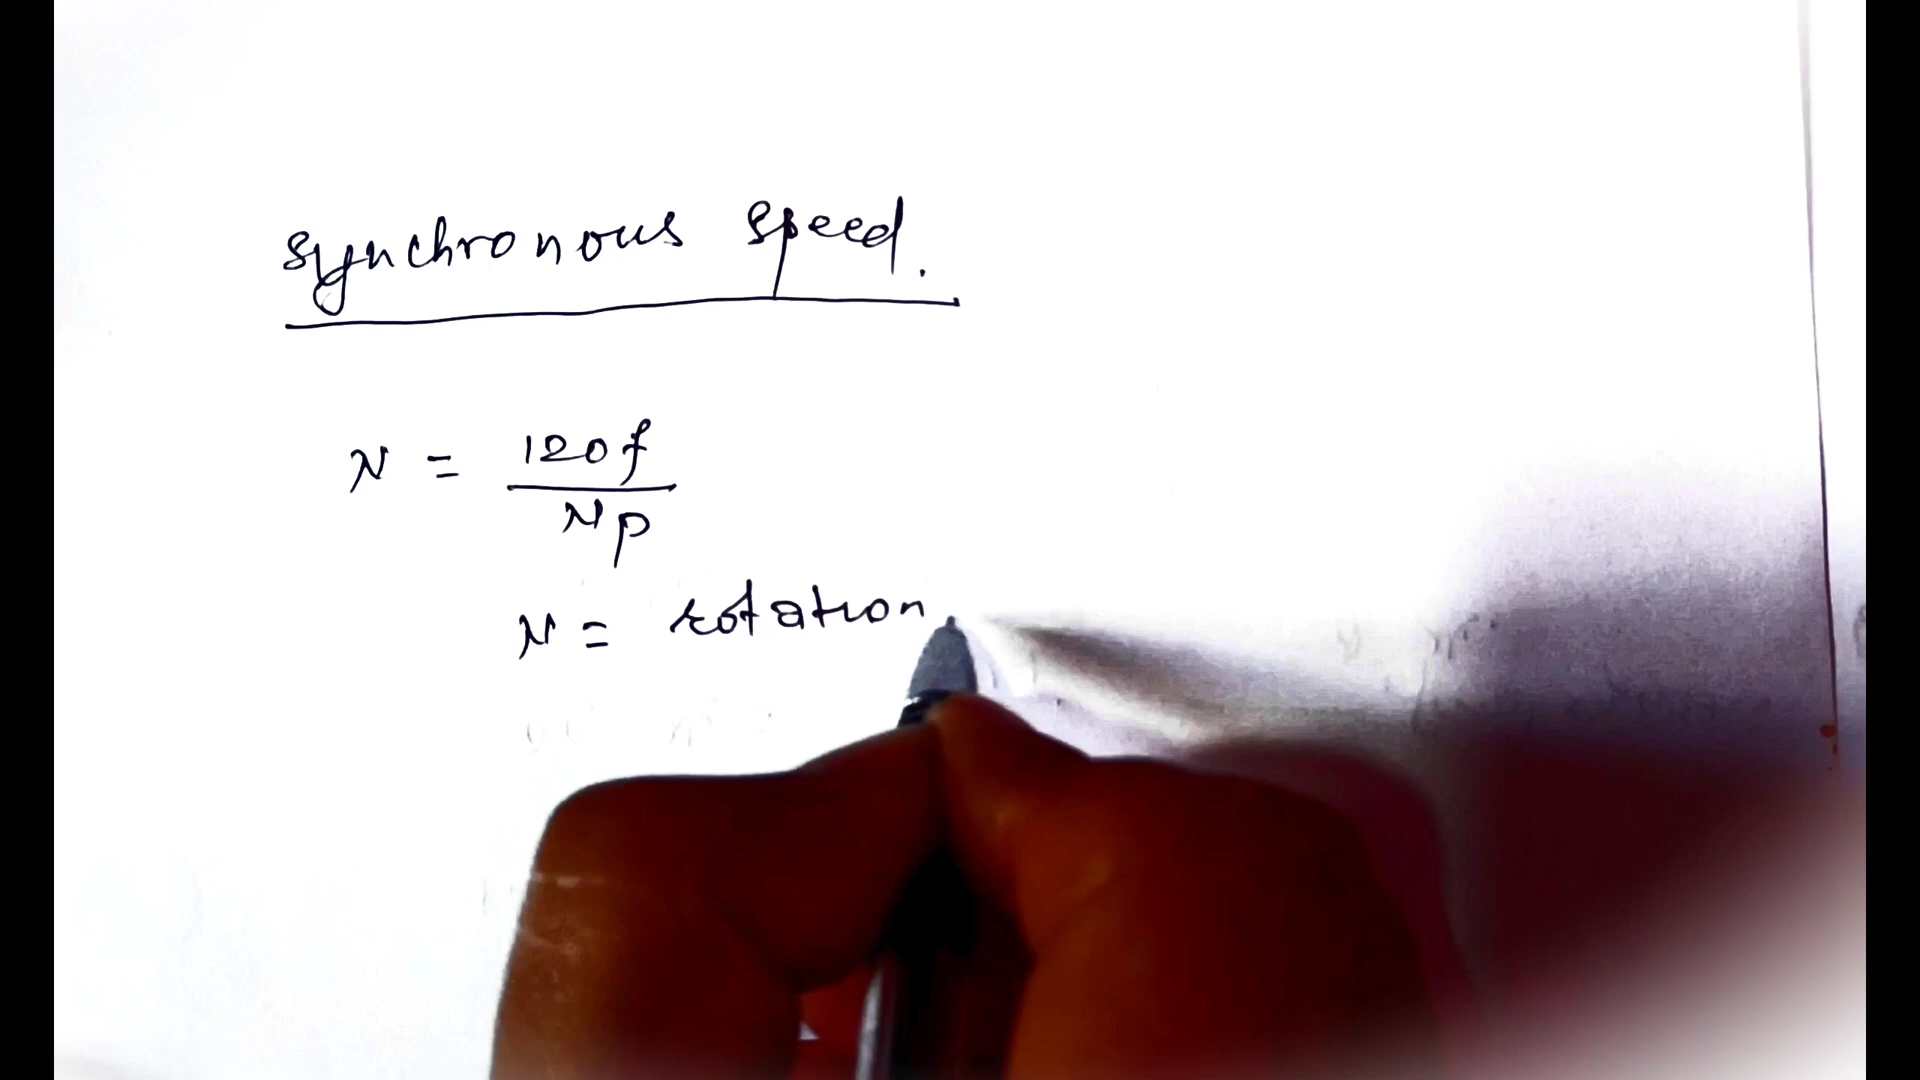 synchronous speed.
N = 120f
Np
N = rotation